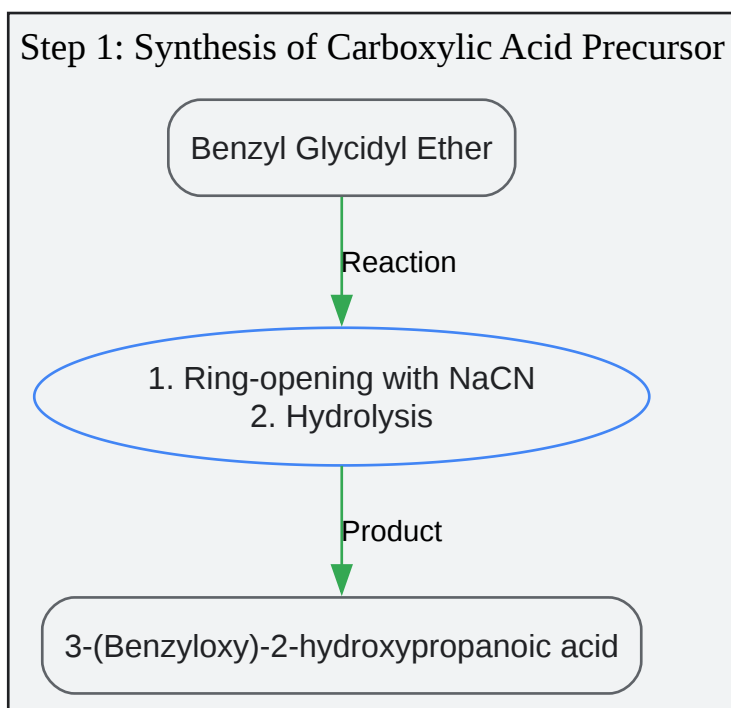 Step 1: Synthesis of Carboxylic Acid Precursor
Benzyl Glycidyl Ether
Reaction
1. Ring-opening with NaCN
2. Hydrolysis
Product
3-(Benzyloxy)-2-hydroxypropanoic acid